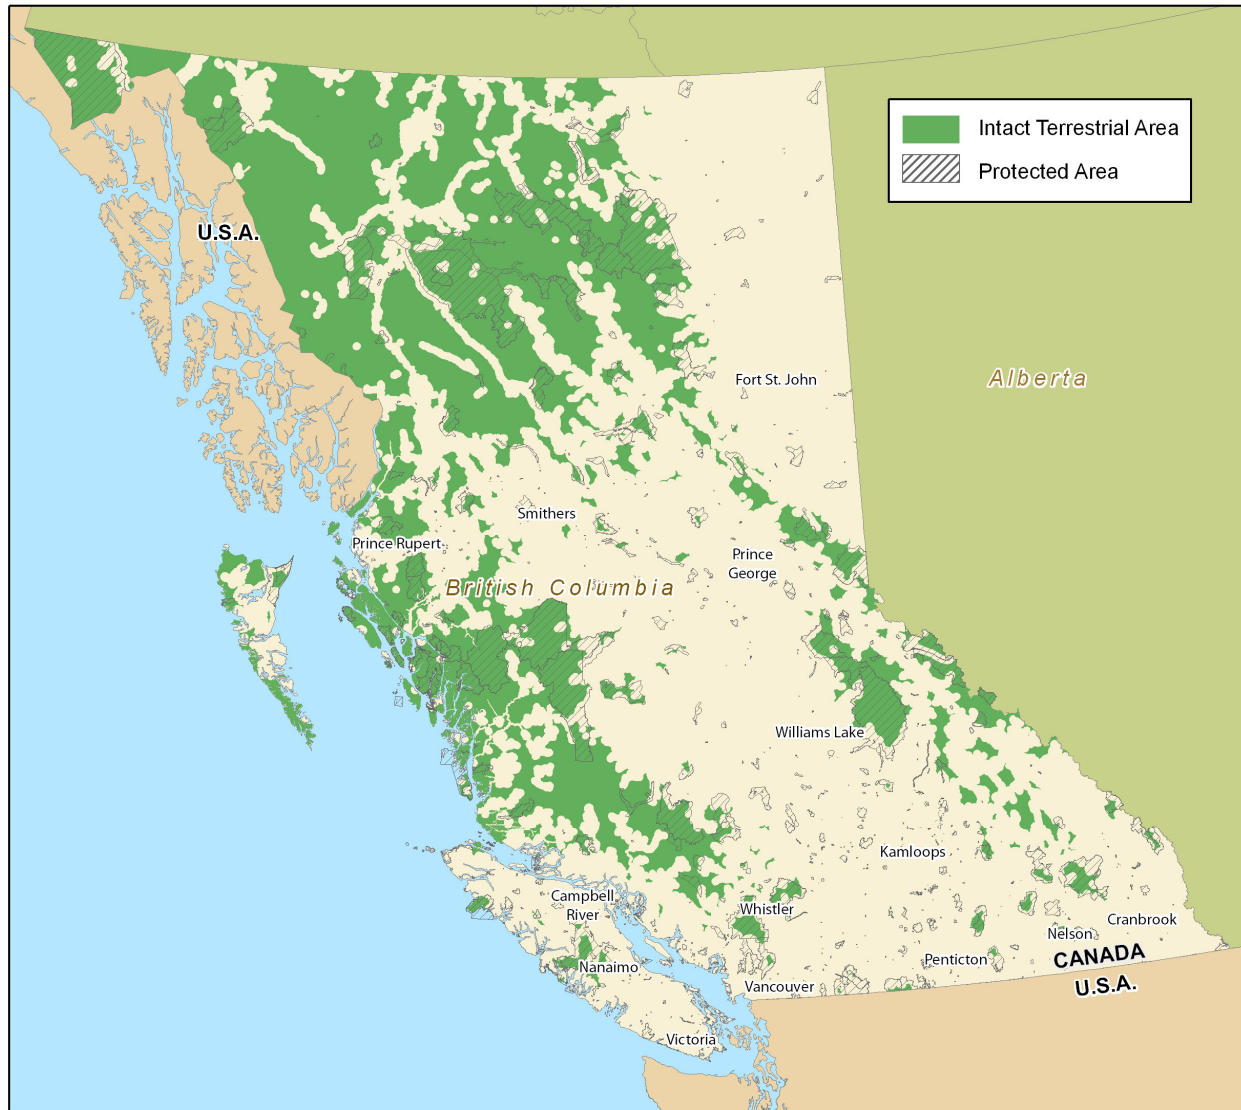 Intact Terrestrial Area
Protected Area
U.S.A.
Fort St. John
Alberta
Smithers
Prince Rupert
Prince
George
British Columbia
Williams Lake
Kamloops
Campbell
River
Whistler
Cranbrook
Nelson
Nanaimo
Penticton
CANADA
U.S.A.
Vancouver
Victoria